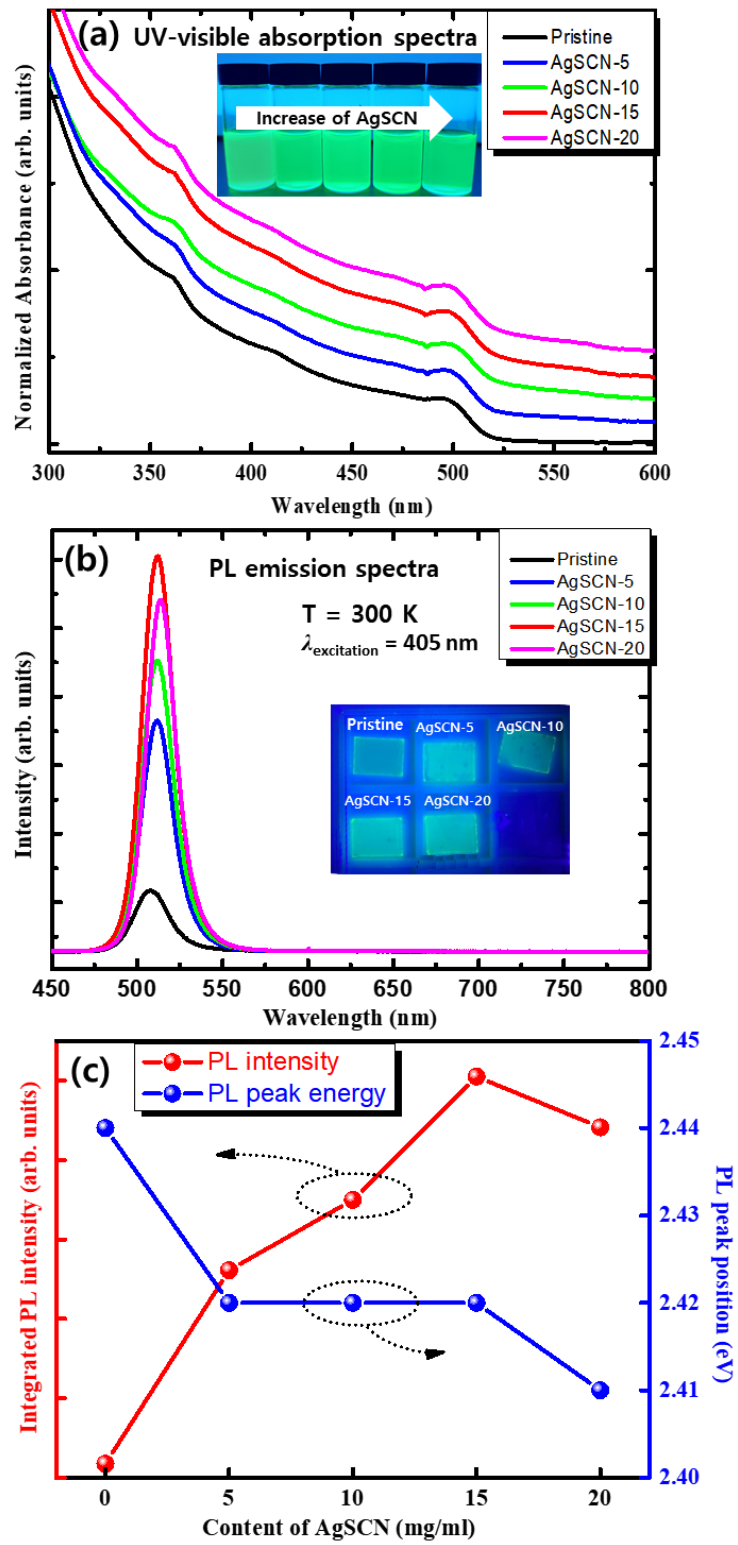 (a) UV-visible absorption spectra
Pristine
AgSCN-5
AgSCN-10
AgSCN-15
AgSCN-20
Increase of AgSCN
Normalized Absorbance (arb. units)
300 350 400 450 500 550 600
Wavelength (nm)
(b) PL emission spectra
Pristine
AgSCN-5
AgSCN-10
AgSCN-15
AgSCN-20
T = 300 K
λexcitation = 405 nm
Pristine AgSCN-5 AgSCN-10
AgSCN-15 AgSCN-20
Intensity (arb. units)
450 500 550 600 650 700 750 800
Wavelength (nm)
(c)
PL intensity
PL peak energy
Integrated PL intensity (arb. units)
2.45
2.44
2.43
2.42
2.41
2.40
PL peak position (eV)
0 5 10 15 20
Content of AgSCN (mg/ml)